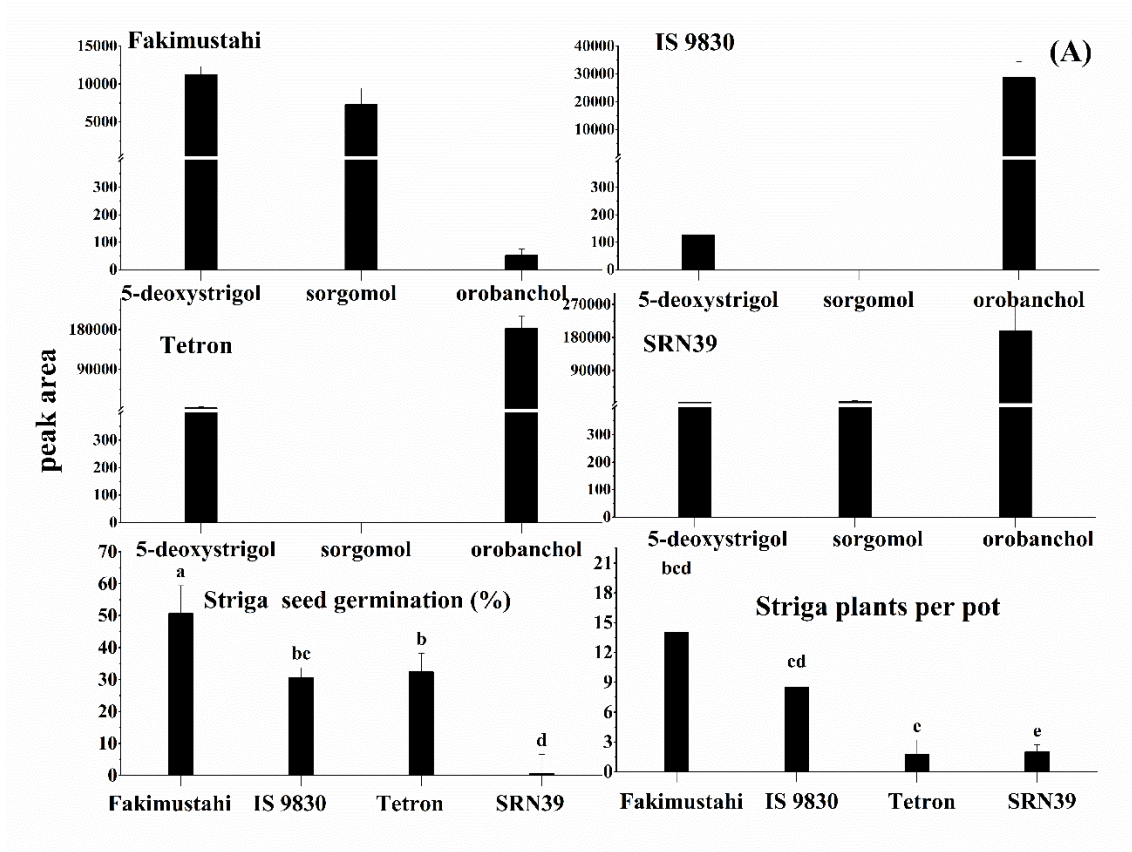 Fakimustahi
IS 9830
(A)
15000
10000
5000
300
200
100
0
40000
30000
20000
10000
300
200
100
0
5-deoxystrigol sorgomol orobanchol
5-deoxystrigol sorgomol orobanchol
peak area
Tetron
SRN39
180000
90000
300
200
100
0
270000
180000
90000
300
200
100
0
5-deoxystrigol sorgomol orobanchol
5-deoxystrigol sorgomol orobanchol
Striga seed germination (%)
70
60
50
40
30
20
10
0
a
bc
b
d
Fakimustahi IS 9830 Tetron SRN39
Striga plants per pot
21
18
15
12
9
6
3
0
bcd
cd
e
e
Fakimustahi IS 9830 Tetron SRN39